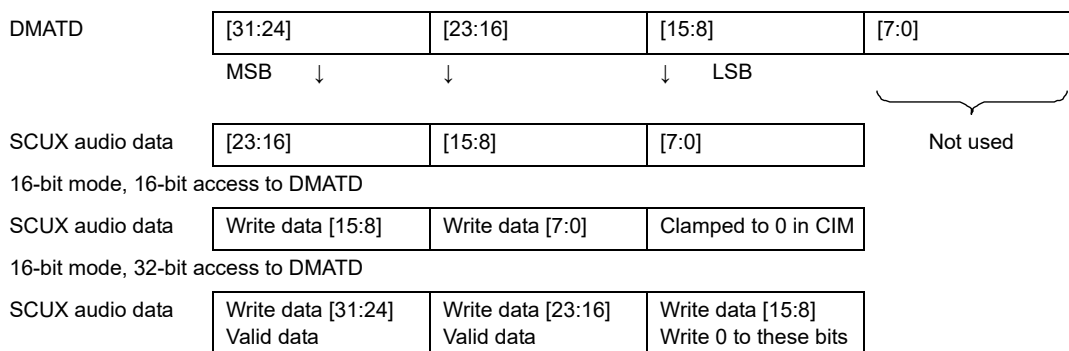 DMATD [31:24] [23:16] [15:8] [7:0]
MSB ↓ ↓ ↓ LSB
SCUX audio data [23:16] [15:8] [7:0] Not used
16-bit mode, 16-bit access to DMATD
SCUX audio data Write data [15:8] Write data [7:0] Clamped to 0 in CIM
16-bit mode, 32-bit access to DMATD
SCUX audio data Write data [31:24] Write data [23:16] Write data [15:8]
Valid data Valid data Write 0 to these bits